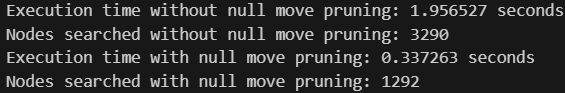 Execution time without null move pruning: 1.956527 seconds
Nodes searched without null move pruning: 3290
Execution time with null move pruning: 0.337263 seconds
Nodes searched with null move pruning: 1292